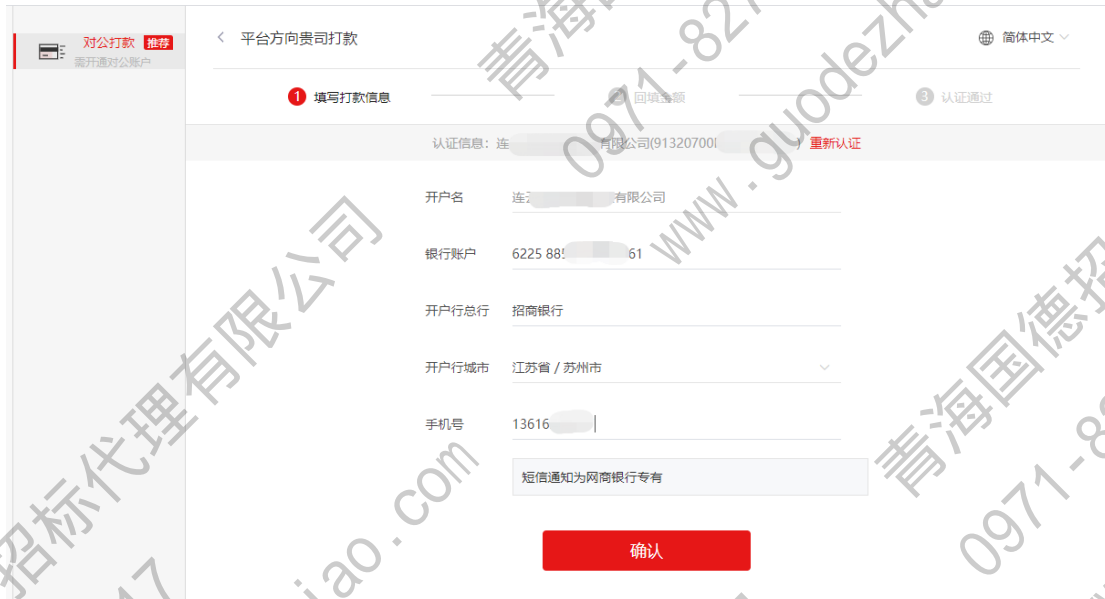 对公打款 推荐
需开通对公账户
平台方向贵司打款
简体中文
1 填写打款信息
2 回填金额
3 认证通过
认证信息：连 有限公司(91320700 ) 重新认证
开户名 连 有限公司
银行账户 6225 885 61
开户行总行 招商银行
开户行城市 江苏省 / 苏州市
手机号 13616
短信通知为网商银行专有
确认
青海
0971-827
www.guodezha
招标代理有限公司
青海国德招
0971-82
jiao.com
47